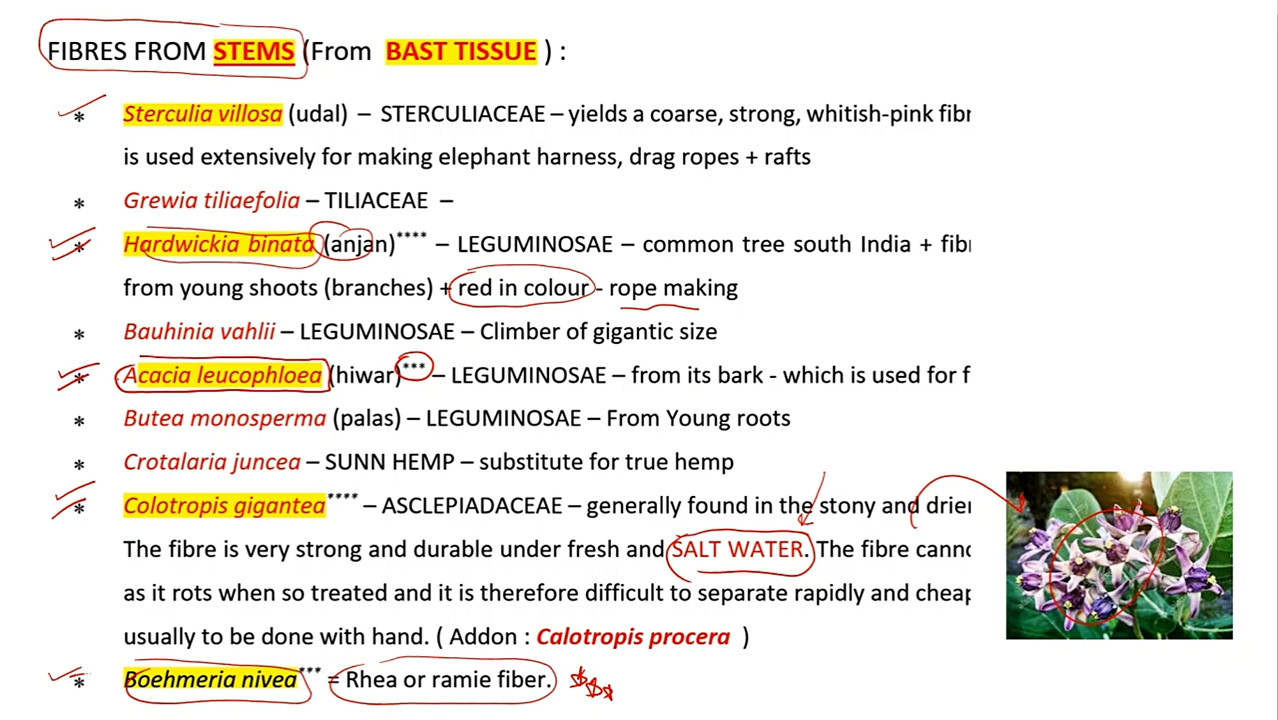 FIBRES FROM STEMS (From BAST TISSUE ) :
* Sterculia villosa (udal) – STERCULIACEAE – yields a coarse, strong, whitish-pink
is used extensively for making elephant harness, drag ropes + rafts
* Grewia tiliaefolia – TILIACEAE –
* Hardwickia binata (anjan)**** – LEGUMINOSAE – common tree south India +
from young shoots (branches) + red in colour - rope making
* Bauhinia vahlii – LEGUMINOSAE – Climber of gigantic size
* Acacia leucophloea (hiwar)*** – LEGUMINOSAE – from its bark - which is used for
* Butea monosperma (palas) – LEGUMINOSAE – From Young roots
* Crotalaria juncea – SUNN HEMP – substitute for true hemp
* Colotropis gigantea**** – ASCLEPIADACEAE – generally found in the stony and
The fibre is very strong and durable under fresh and SALT WATER. The fibre
as it rots when so treated and it is therefore difficult to separate rapidly and
usually to be done with hand. ( Addon : Calotropis procera )
* Boehmeria nivea*** = Rhea or ramie fiber.